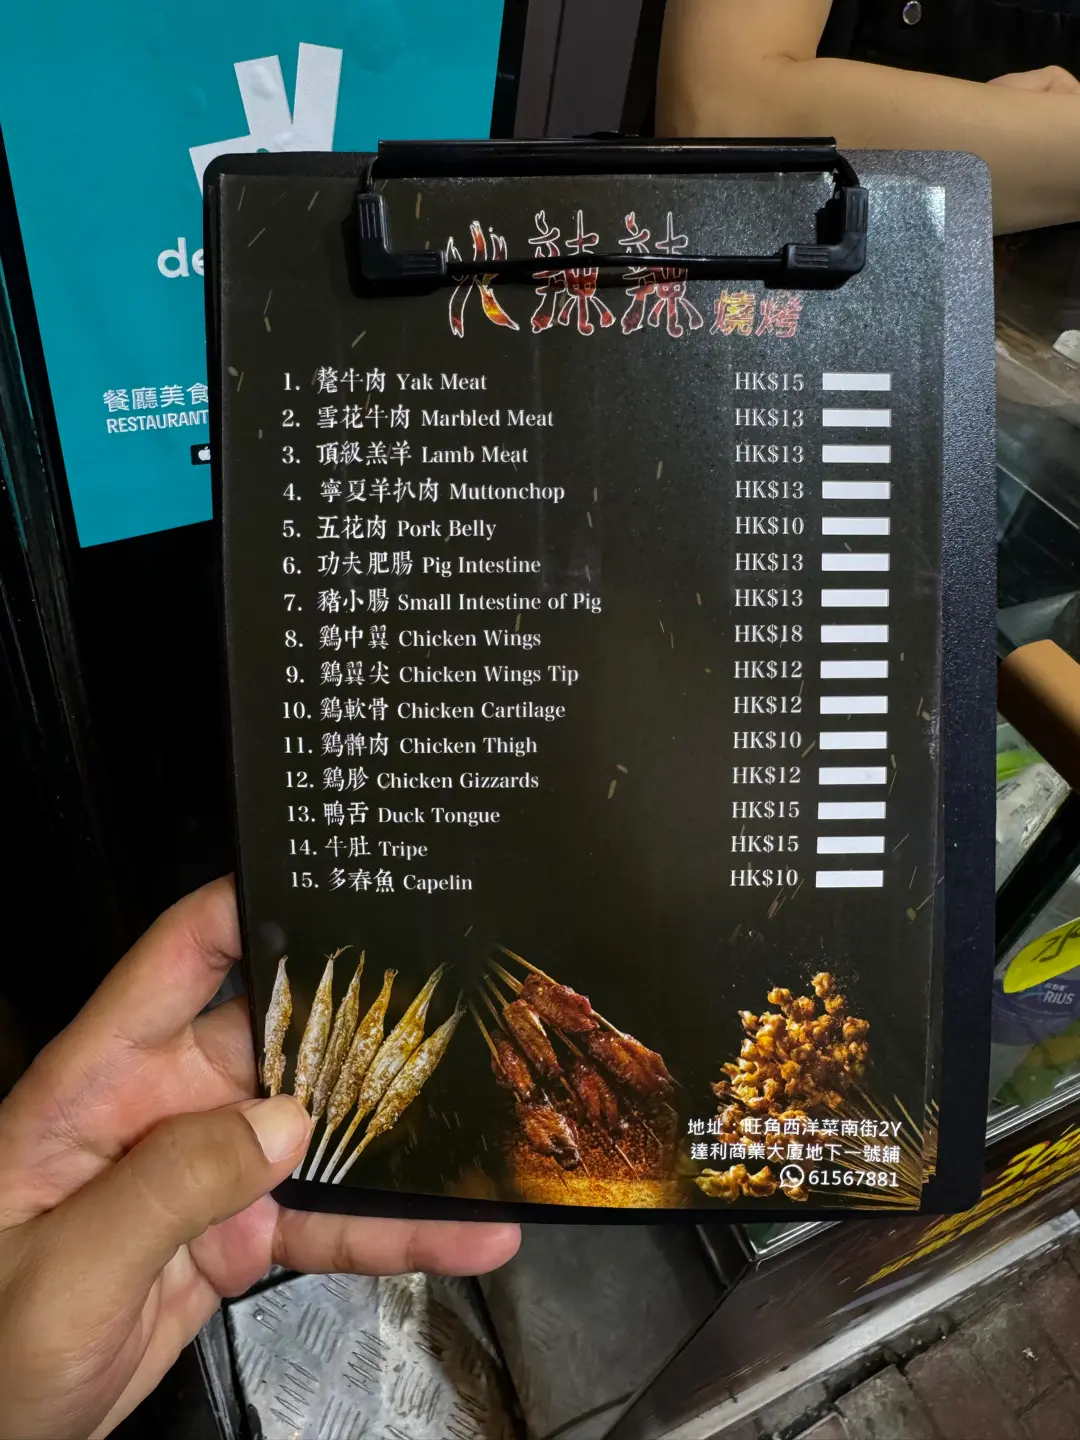 de
餐廳美食
RESTAURANT
火辣辣燒烤
1. 氂牛肉 Yak Meat HK$15
2. 雪花牛肉 Marbled Meat HK$13
3. 頂級羔羊 Lamb Meat HK$13
4. 寧夏羊扒肉 Muttonchop HK$13
5. 五花肉 Pork Belly HK$10
6. 功夫肥腸 Pig Intestine HK$13
7. 豬小腸 Small Intestine of Pig HK$13
8. 鷄中翼 Chicken Wings HK$18
9. 鷄翼尖 Chicken Wings Tip HK$12
10. 鷄軟骨 Chicken Cartilage HK$12
11. 鷄髀肉 Chicken Thigh HK$10
12. 鷄胗 Chicken Gizzards HK$12
13. 鴨舌 Duck Tongue HK$15
14. 牛肚 Tripe HK$15
15. 多春魚 Capelin HK$10
地址：旺角西洋菜南街2Y
達利商業大廈地下一號鋪
61567881
水
RIUS